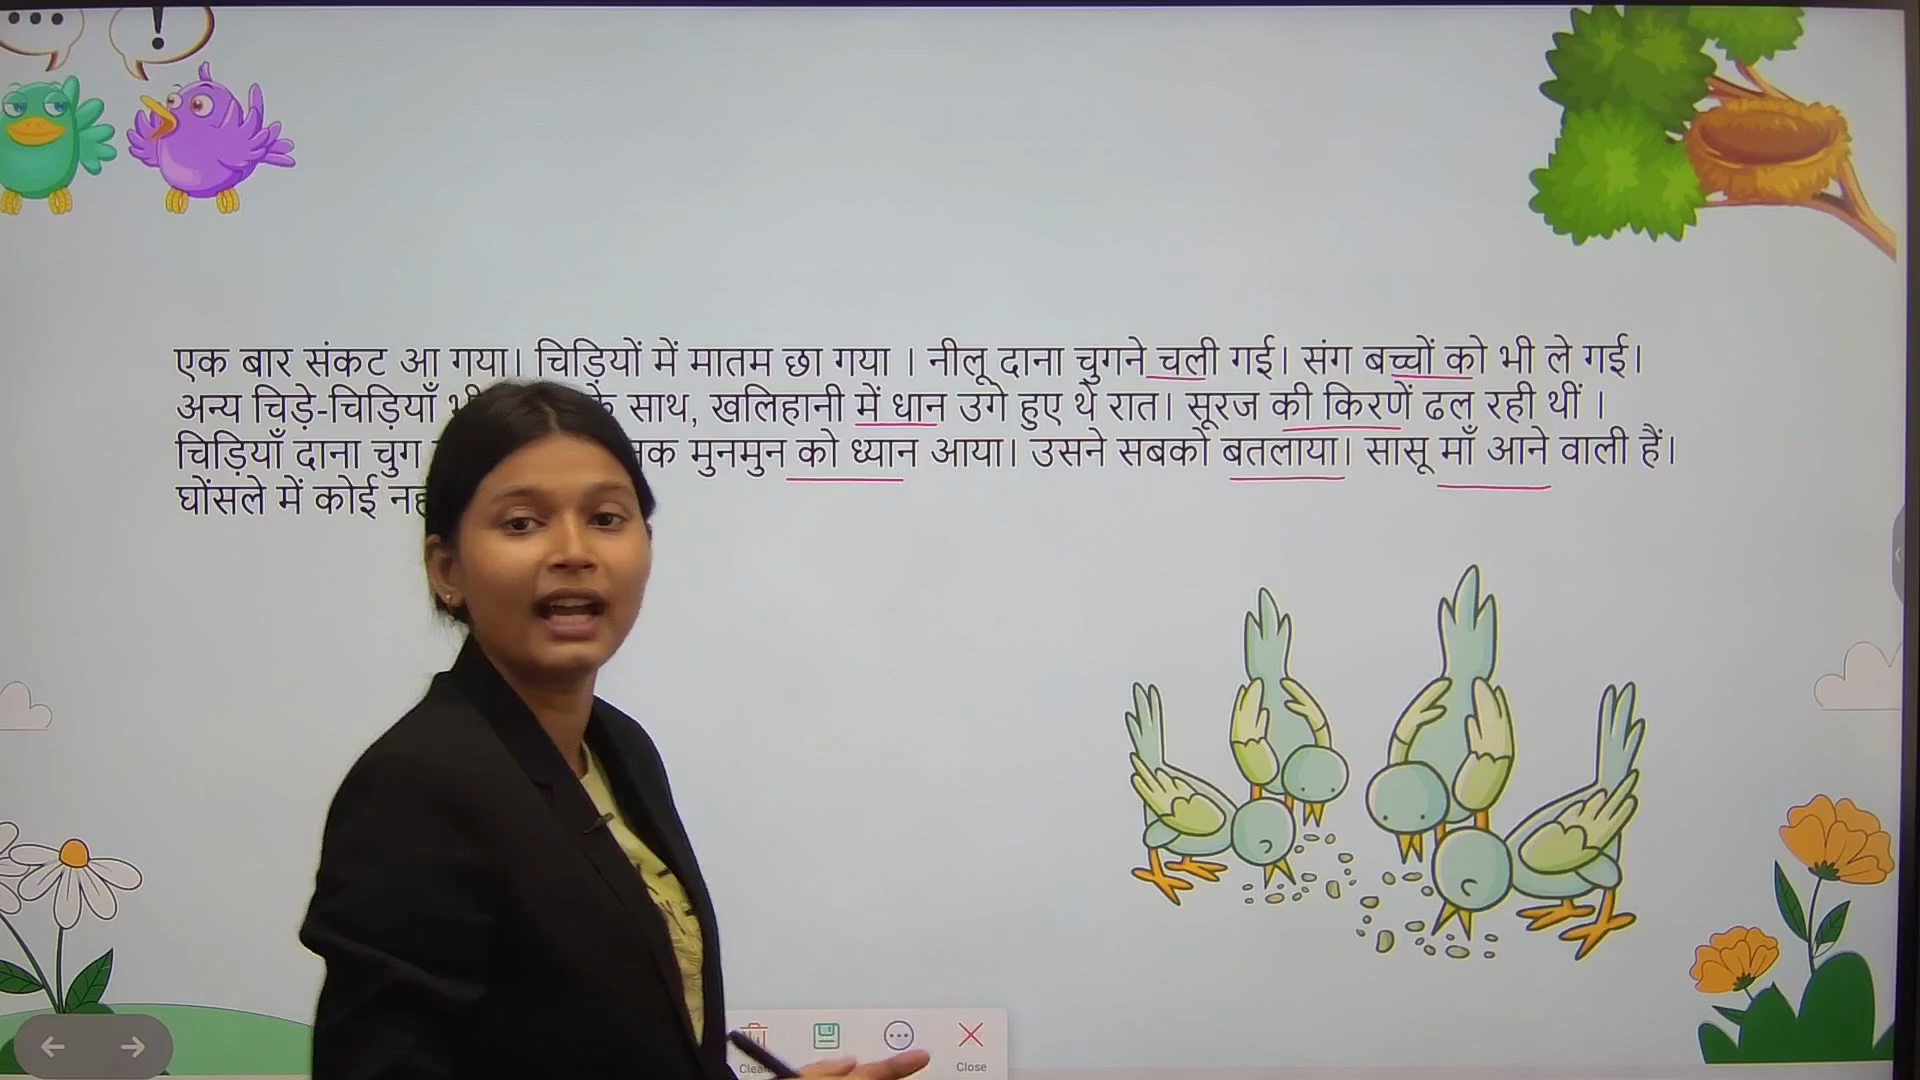 ... !
एक बार संकट आ गया। चिड़ियों में मातम छा गया । नीलू दाना चुगने चली गई। संग बच्चों को भी ले गई।
अन्य चिड़े-चिड़ियाँ के साथ, खलिहानी में धान उगे हुए थे रात। सूरज की किरणें ढल रही थीं ।
चिड़ियाँ दाना चुग मुनमुन को ध्यान आया। उसने सबको बतलाया। सासू माँ आने वाली हैं।
घोंसले में कोई
Close